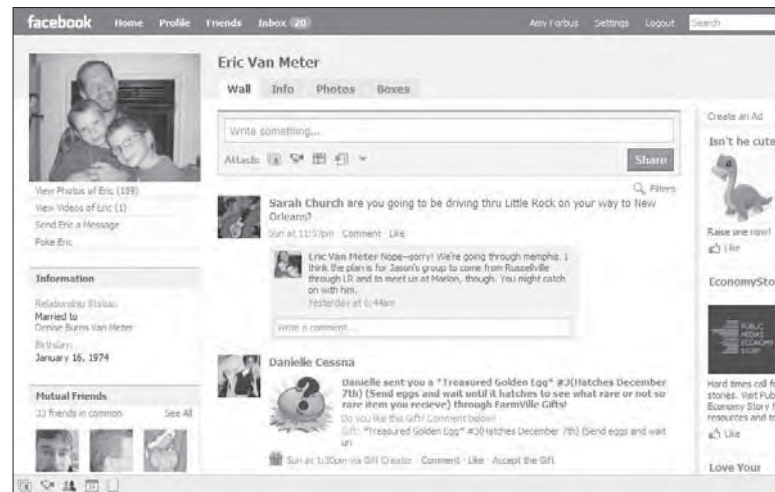 facebook Home Profile Friends Inbox 20 Amy Forbus Settings Logout Search
Eric Van Meter
Wall Info Photos Boxes
Write something...
Attach:
Share
Filters
View Photos of Eric (159)
View Videos of Eric (1)
Send Eric a Message
Poke Eric
Information
Relationship Status:
Married to
Denise Burns Van Meter
Birthday:
January 16, 1974
Mutual Friends
33 friends in common See All
Sarah Church are you going to be driving thru Little Rock on your way to New
Orleans?
Sun at 11:57pm · Comment · Like
Eric Van Meter Nope--sorry! We're going through memphis. I
think the plan is for Jason's group to come from Russellville
through LR and to meet us at Marion, though. You might catch
on with him.
Yesterday at 6:44am
Write a comment...
Danielle Cessna
Danielle sent you a *Treasured Golden Egg* #3(Hatches December
7th) (Send eggs and wait until it hatches to see what rare or not so
rare item you recieve) through FarmVille Gifts!
Do you like this Gift? Comment below!!
Gift: *Treasured Golden Egg* #3(Hatches December 7th) (Send eggs and wait
un
Sun at 1:30pm via Gift Creator · Comment · Like · Accept the Gift
Create an Ad
Isn't he cute
Raise one now!
Like
EconomySto
PUBLIC
MEDIA'S
ECONOMY
STORY
Hard times call f
stories. Visit Pub
Economy Story f
resources and to
Like
Love Your